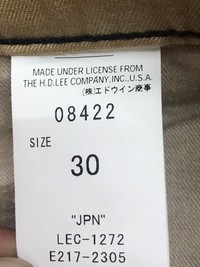 MADE UNDER LICENSE FROM
THE H.D.LEE COMPANY,INC.,U.S.A.
(株)エドウイン商事
08422
SIZE
30
"JPN"
LEC-1272
E217-2305